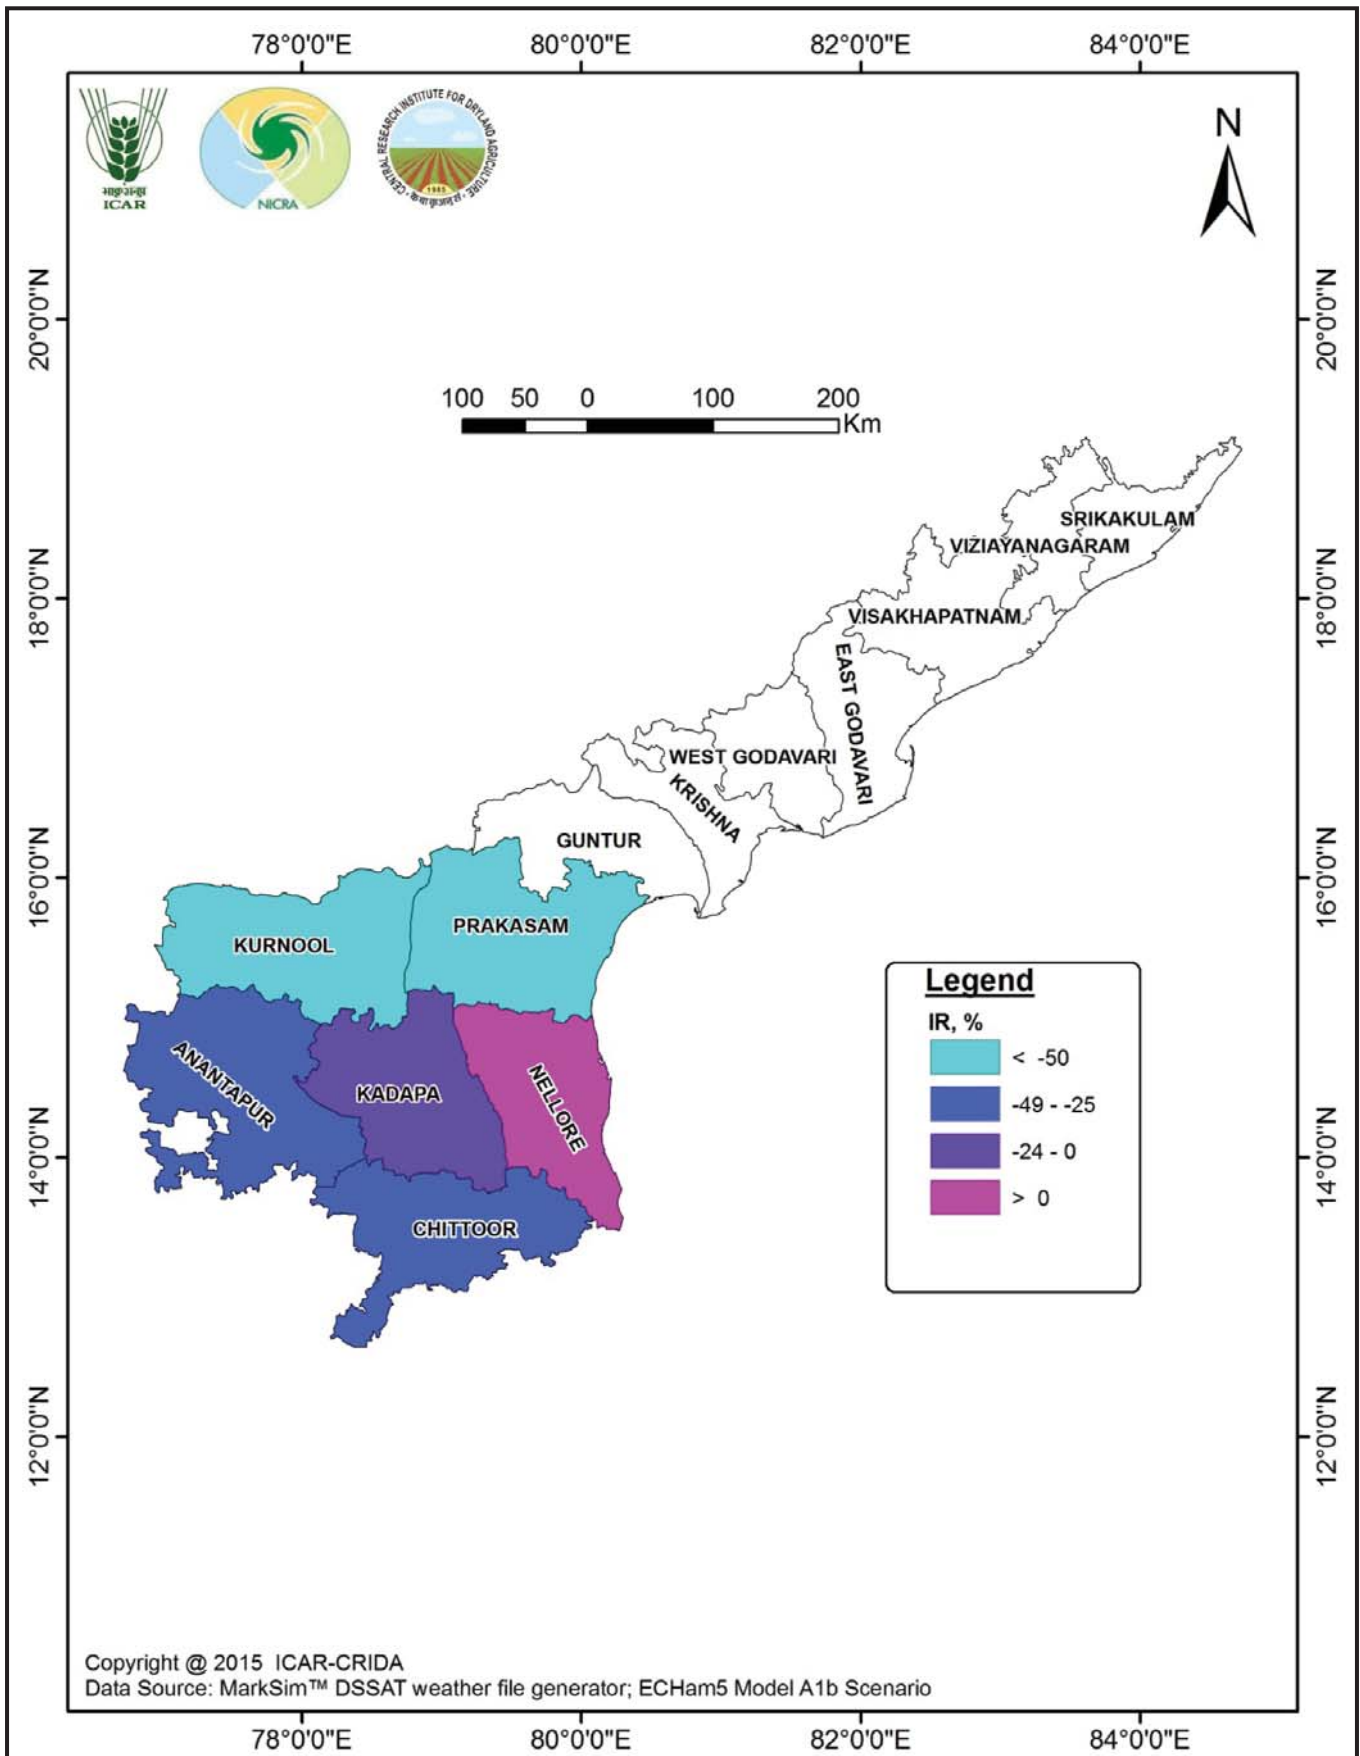 78°0'0"E 80°0'0"E 82°0'0"E 84°0'0"E
ICAR
NICRA
CENTRAL RESEARCH INSTITUTE FOR DRYLAND AGRICULTURE
1985
N
20°0'0"N 20°0'0"N
100 50 0 100 200
Km
SRIKAKULAM
VIZIAYANAGARAM
18°0'0"N 18°0'0"N
VISAKHAPATNAM
EAST GODAVARI
WEST GODAVARI
KRISHNA
GUNTUR
16°0'0"N 16°0'0"N
PRAKASAM
KURNOOL
Legend
IR, %
< -50
-49 - -25
-24 - 0
> 0
ANANTAPUR
KADAPA
NELLORE
14°0'0"N 14°0'0"N
CHITTOOR
12°0'0"N 12°0'0"N
Copyright @ 2015 ICAR-CRIDA
Data Source: MarkSim™ DSSAT weather file generator; ECHam5 Model A1b Scenario
78°0'0"E 80°0'0"E 82°0'0"E 84°0'0"E